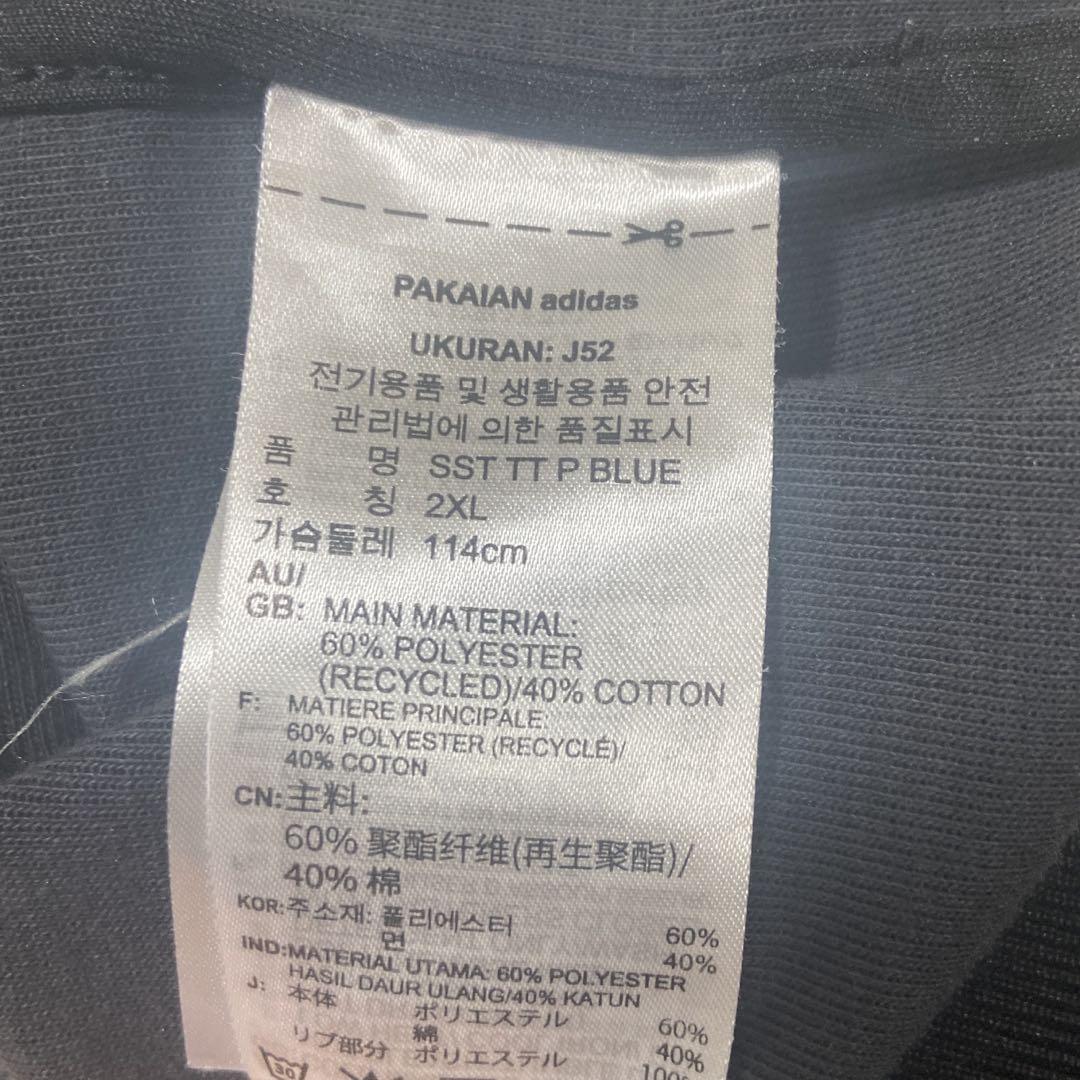 PAKAIAN adidas
UKURAN: J52
전기용품 및 생활용품 안전
관리법에 의한 품질표시
품 명 SST TT P BLUE
호 칭 2XL
가슴둘레 114cm
AU/
GB: MAIN MATERIAL:
60% POLYESTER
(RECYCLED)/40% COTTON
F: MATIERE PRINCIPALE:
60% POLYESTER (RECYCLÉ)/
40% COTON
CN:主料:
60% 聚酯纤维(再生聚酯)/
40% 棉
KOR:주소재: 폴리에스터 60%
면 40%
IND:MATERIAL UTAMA: 60% POLYESTER
HASIL DAUR ULANG/40% KATUN
J: 本体 ポリエステル 60%
綿 40%
リブ部分 ポリエステル 100%
30